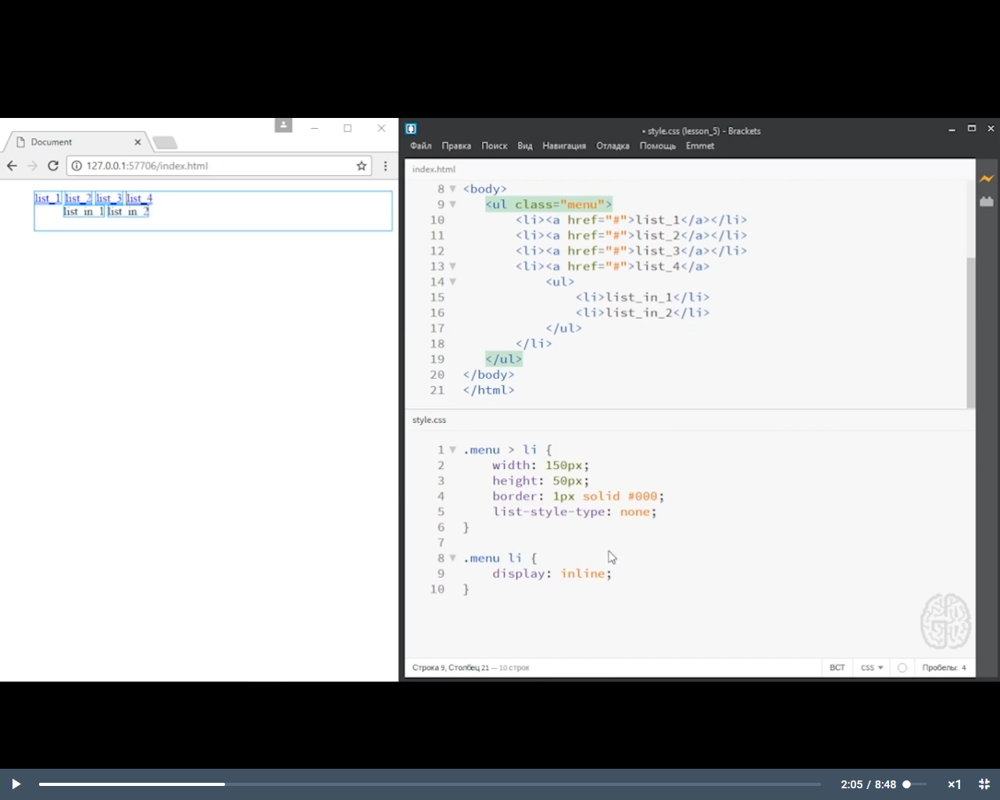 Document
127.0.0.1:57706/index.html
list_1 list_2 list_3 list_4
list_in_1 list_in_2
• style.css (lesson_5) - Brackets
Файл Правка Поиск Вид Навигация Отладка Помощь Emmet
index.html
8 <body>
9 <ul class="menu">
10 <li><a href="#">list_1</a></li>
11 <li><a href="#">list_2</a></li>
12 <li><a href="#">list_3</a></li>
13 <li><a href="#">list_4</a>
14 <ul>
15 <li>list_in_1</li>
16 <li>list_in_2</li>
17 </ul>
18 </li>
19 </ul>
20 </body>
21 </html>
style.css
1 .menu > li {
2 width: 150px;
3 height: 50px;
4 border: 1px solid #000;
5 list-style-type: none;
6 }
7
8 .menu li {
9 display: inline;
10 }
Строка 9, Столбец 21 — 10 строк
ВСТ CSS Пробелы: 4
2:05 / 8:48 ×1